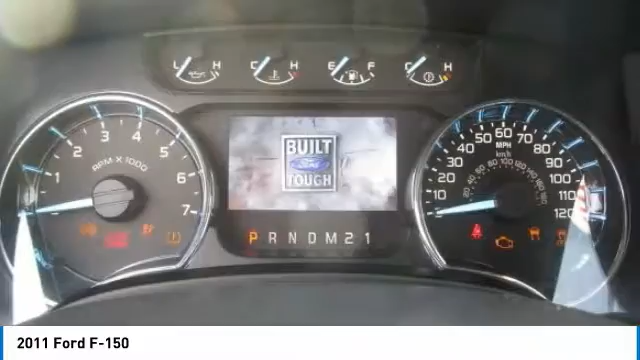 L H C H E F C H
1 2 3 4 5 6 7
RPM X 1000
BUILT
Ford
TOUGH
P R N D M 2 1
10 20 30 40 50 60 70 80 90 100 110 120
MPH
km/h
2011 Ford F-150